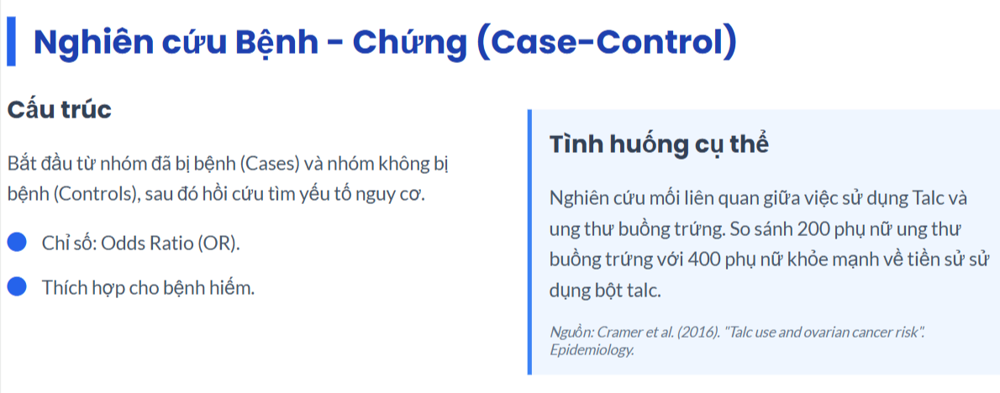 Nghiên cứu Bệnh - Chứng (Case-Control)
Cấu trúc
Bắt đầu từ nhóm đã bị bệnh (Cases) và nhóm không bị
bệnh (Controls), sau đó hồi cứu tìm yếu tố nguy cơ.
Chỉ số: Odds Ratio (OR).
Thích hợp cho bệnh hiếm.
Tình huống cụ thể
Nghiên cứu mối liên quan giữa việc sử dụng Talc và
ung thư buồng trứng. So sánh 200 phụ nữ ung thư
buồng trứng với 400 phụ nữ khỏe mạnh về tiền sử sử
dụng bột talc.
Nguồn: Cramer et al. (2016). "Talc use and ovarian cancer risk".
Epidemiology.